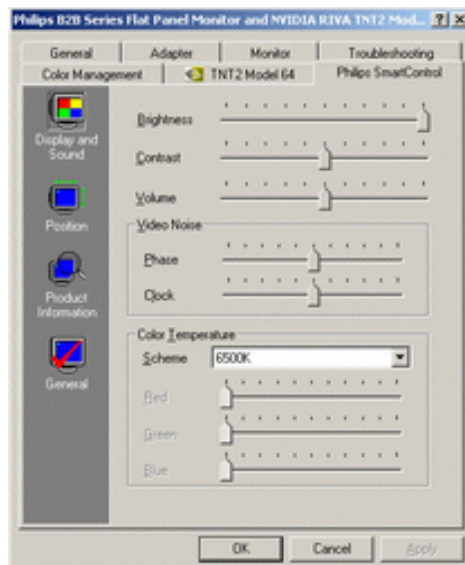 Philips B2B Series Flat Panel Monitor and NVIDIA RIVA TNT2 Mod...
General Adapter Monitor Troubleshooting
Color Management TNT2 Model 64 Philips SmartControl
Display and
Sound
Position
Product
Information
General
Brightness
Contrast
Volume
Video Noise
Phase
Clock
Color Temperature
Scheme 6500K
Red
Green
Blue
OK Cancel Apply